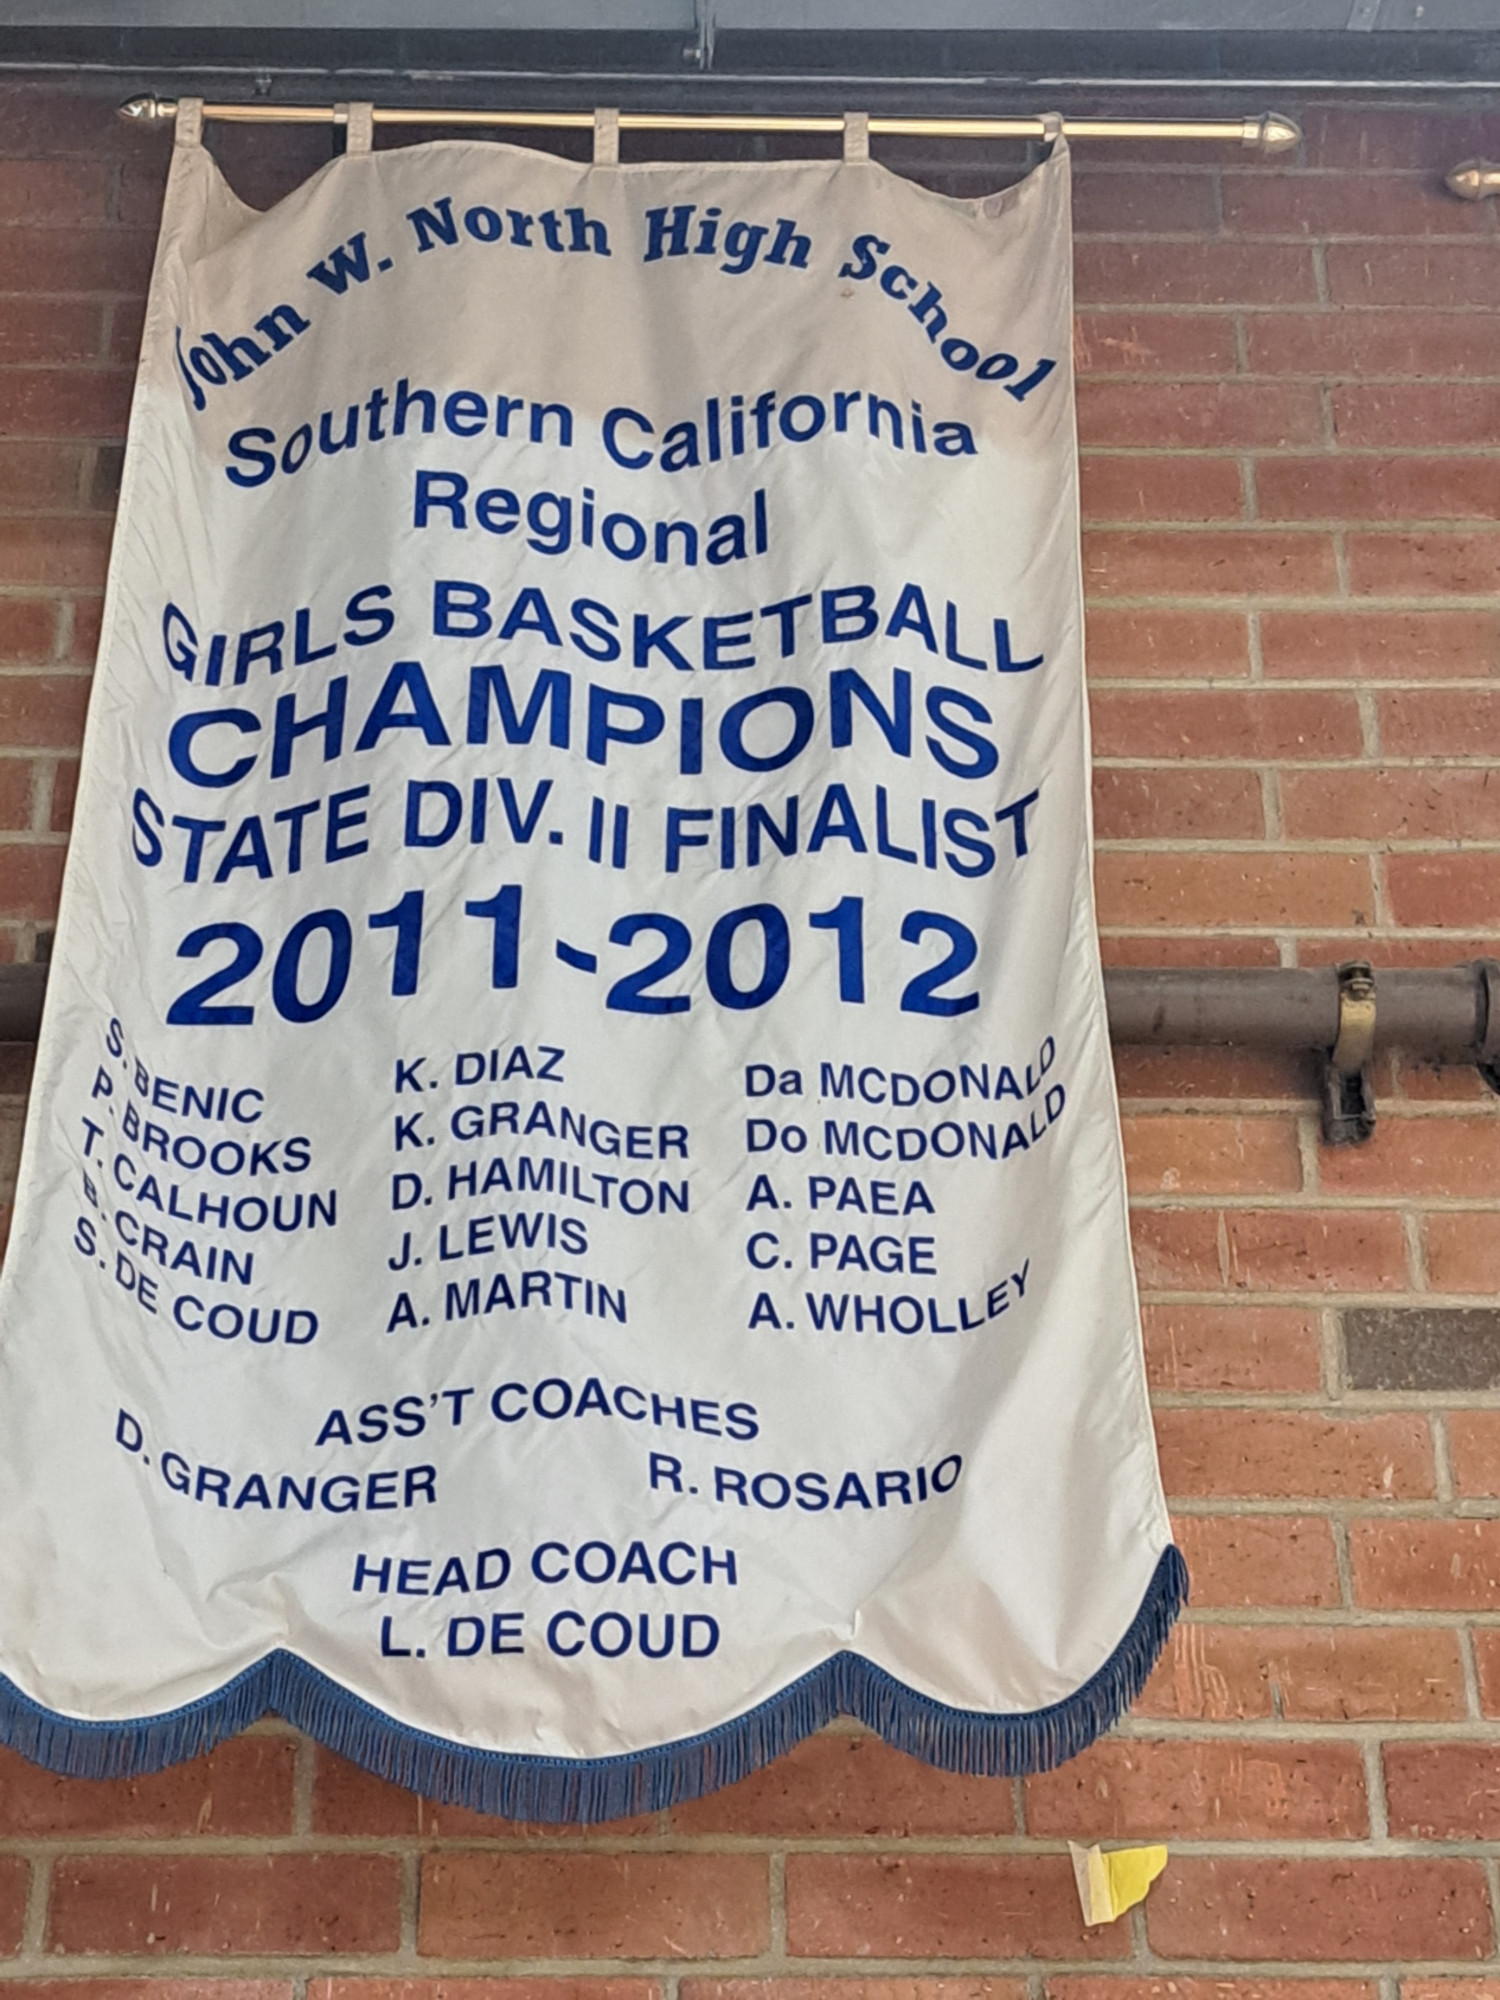 John W. North High School
Southern California
Regional
GIRLS BASKETBALL
CHAMPIONS
STATE DIV. II FINALIST
2011-2012
S. BENIC
P. BROOKS
T. CALHOUN
B. CRAIN
S. DE COUD
K. DIAZ
K. GRANGER
D. HAMILTON
J. LEWIS
A. MARTIN
Da MCDONALD
Do MCDONALD
A. PAEA
C. PAGE
A. WHOLLEY
ASS'T COACHES
D. GRANGER R. ROSARIO
HEAD COACH
L. DE COUD